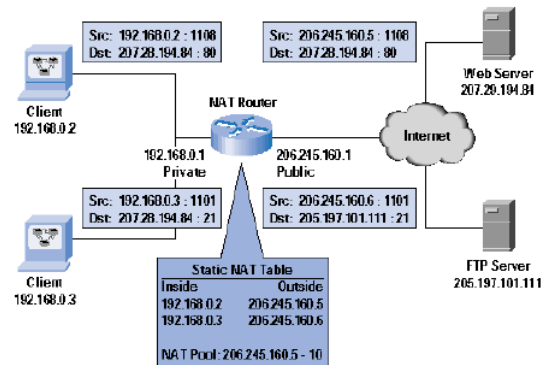 Src: 192.168.0.2 : 1108
Dst: 207.28.194.84 : 80
Src: 206.245.160.5 : 1108
Dst: 207.28.194.84 : 80
Client
192.168.0.2
NAT Router
Web Server
207.29.194.84
192.168.0.1
Private
206.245.160.1
Public
Internet
Src: 192.168.0.3 : 1101
Dst: 207.28.194.84 : 21
Src: 206.245.160.6 : 1101
Dst: 205.197.101.111 : 21
Client
192.168.0.3
FTP Server
205.197.101.111
Static NAT Table
Inside Outside
192.168.0.2 206.245.160.5
192.168.0.3 206.245.160.6
NAT Pool: 206.245.160.5 - 10